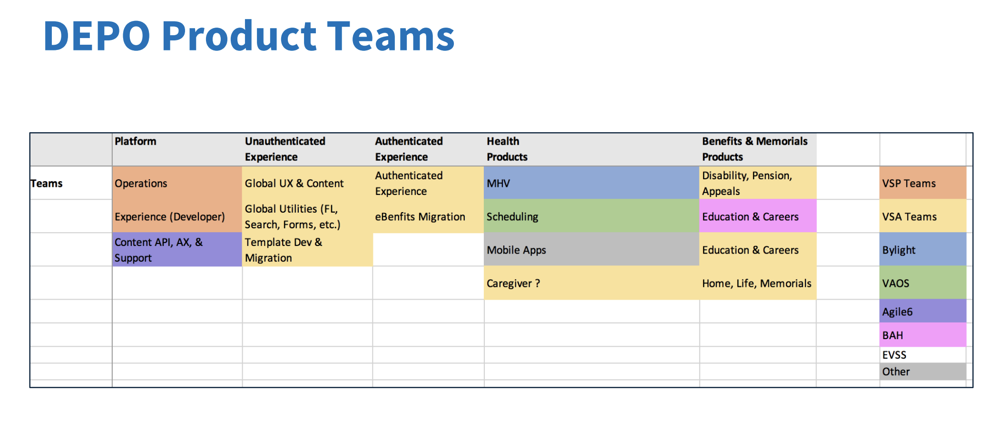 DEPO Product Teams
Platform
Unauthenticated
Experience
Authenticated
Experience
Health
Products
Benefits & Memorials
Products
Teams
Operations
Global UX & Content
Authenticated
Experience
MHV
Disability, Pension,
Appeals
VSP Teams
Experience (Developer)
Global Utilities (FL,
Search, Forms, etc.)
eBenfits Migration
Scheduling
Education & Careers
VSA Teams
Content API, AX, &
Support
Template Dev &
Migration
Mobile Apps
Education & Careers
Bylight
Caregiver ?
Home, Life, Memorials
VAOS
Agile6
BAH
EVSS
Other